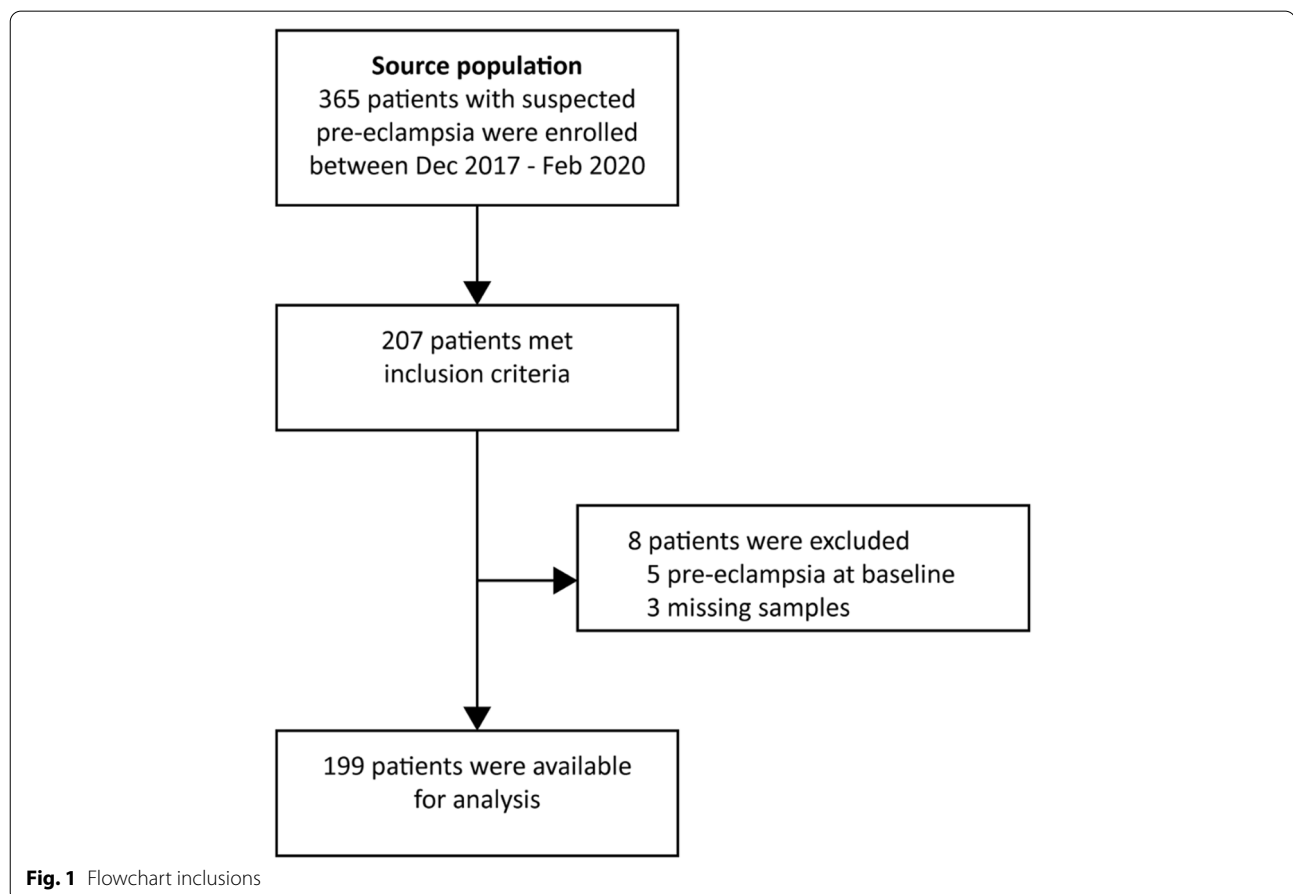 Source population
365 patients with suspected
pre-eclampsia were enrolled
between Dec 2017 - Feb 2020
207 patients met
inclusion criteria
8 patients were excluded
5 pre-eclampsia at baseline
3 missing samples
199 patients were available
for analysis
Fig. 1 Flowchart inclusions